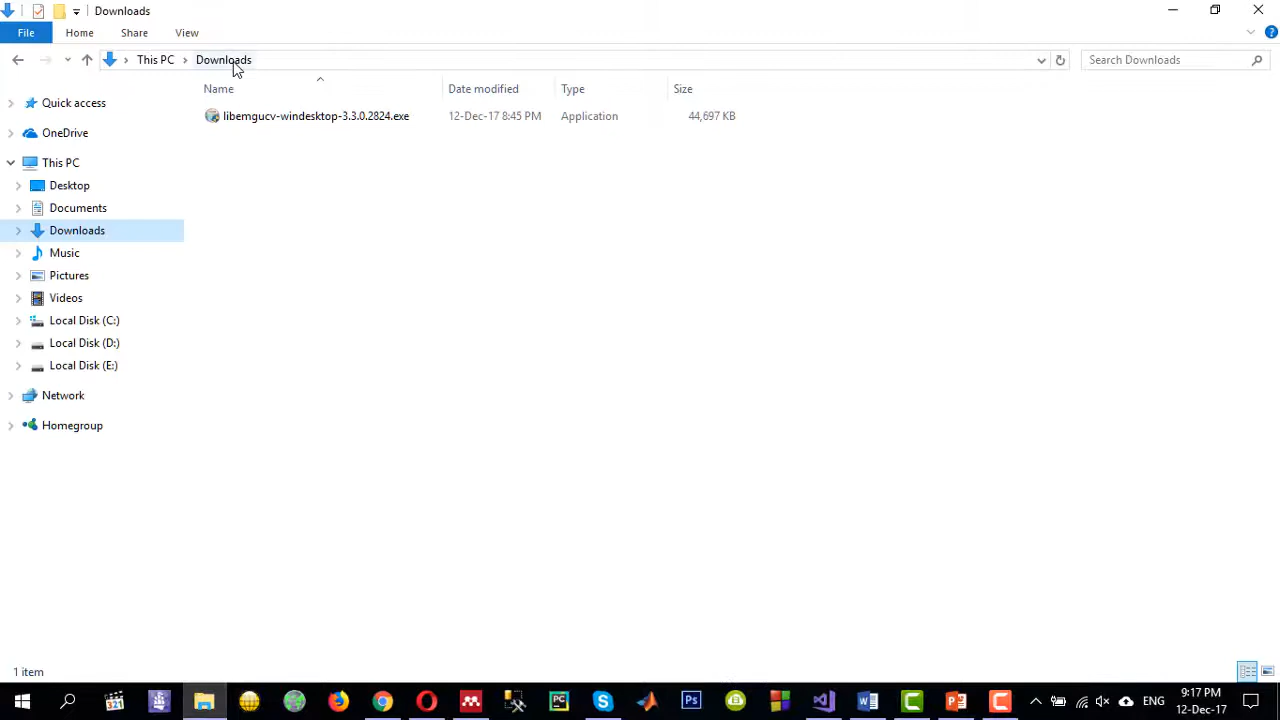 Downloads
File Home Share View
This PC Downloads Search Downloads
Name Date modified Type Size
libemgucv-windesktop-3.3.0.2824.exe 12-Dec-17 8:45 PM Application 44,697 KB
Quick access
OneDrive
This PC
Desktop
Documents
Downloads
Music
Pictures
Videos
Local Disk (C:)
Local Disk (D:)
Local Disk (E:)
Network
Homegroup
1 item
321 PC S Ps W P C ENG 9:17 PM
12-Dec-17